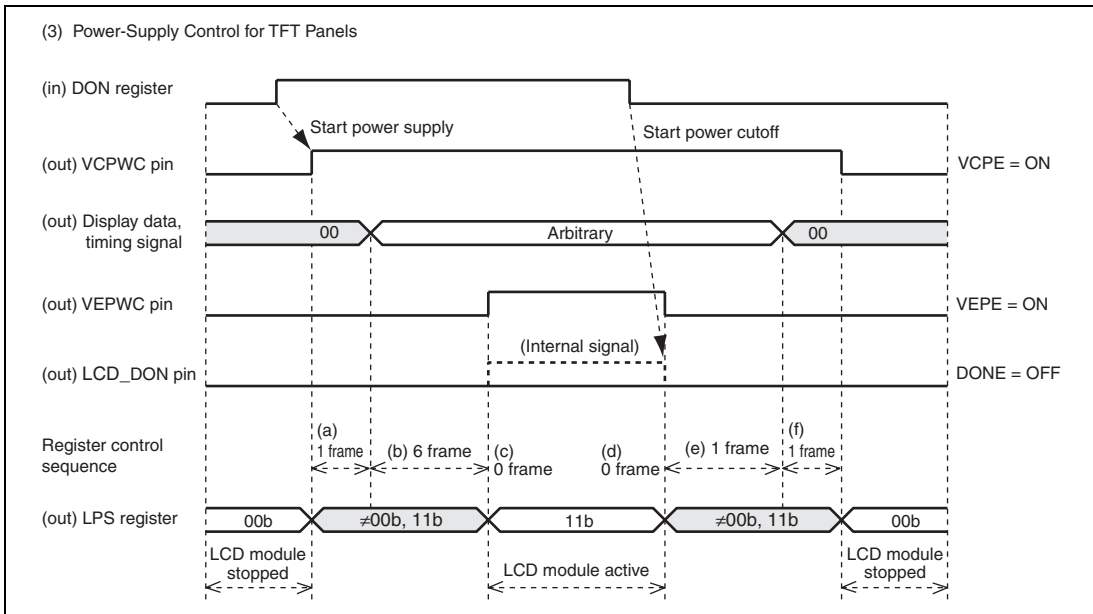 (3) Power-Supply Control for TFT Panels
(in) DON register
Start power supply
Start power cutoff
(out) VCPWC pin
VCPE = ON
(out) Display data,
timing signal
00
Arbitrary
00
(out) VEPWC pin
VEPE = ON
(Internal signal)
(out) LCD_DON pin
DONE = OFF
Register control
sequence
(a)
1 frame
(b) 6 frame
(c)
0 frame
(d)
0 frame
(e) 1 frame
(f)
1 frame
(out) LPS register
00b
≠00b, 11b
11b
≠00b, 11b
00b
LCD module
stopped
LCD module active
LCD module
stopped